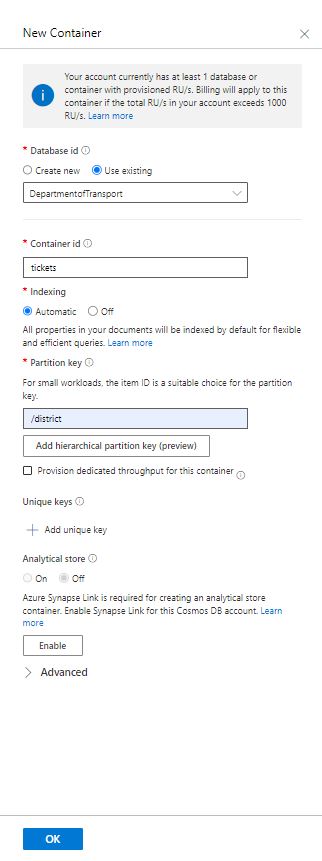 New Container
Your account currently has at least 1 database or
container with provisioned RU/s. Billing will apply to this
container if the total RU/s in your account exceeds 1000
RU/s. Learn more
* Database id
Create new Use existing
DepartmentofTransport
* Container id
tickets
* Indexing
Automatic Off
All properties in your documents will be indexed by default for flexible
and efficient queries. Learn more
* Partition key
For small workloads, the item ID is a suitable choice for the partition
key.
/district
Add hierarchical partition key (preview)
Provision dedicated throughput for this container
Unique keys
Add unique key
Analytical store
On Off
Azure Synapse Link is required for creating an analytical store
container. Enable Synapse Link for this Cosmos DB account. Learn
more
Enable
Advanced
OK